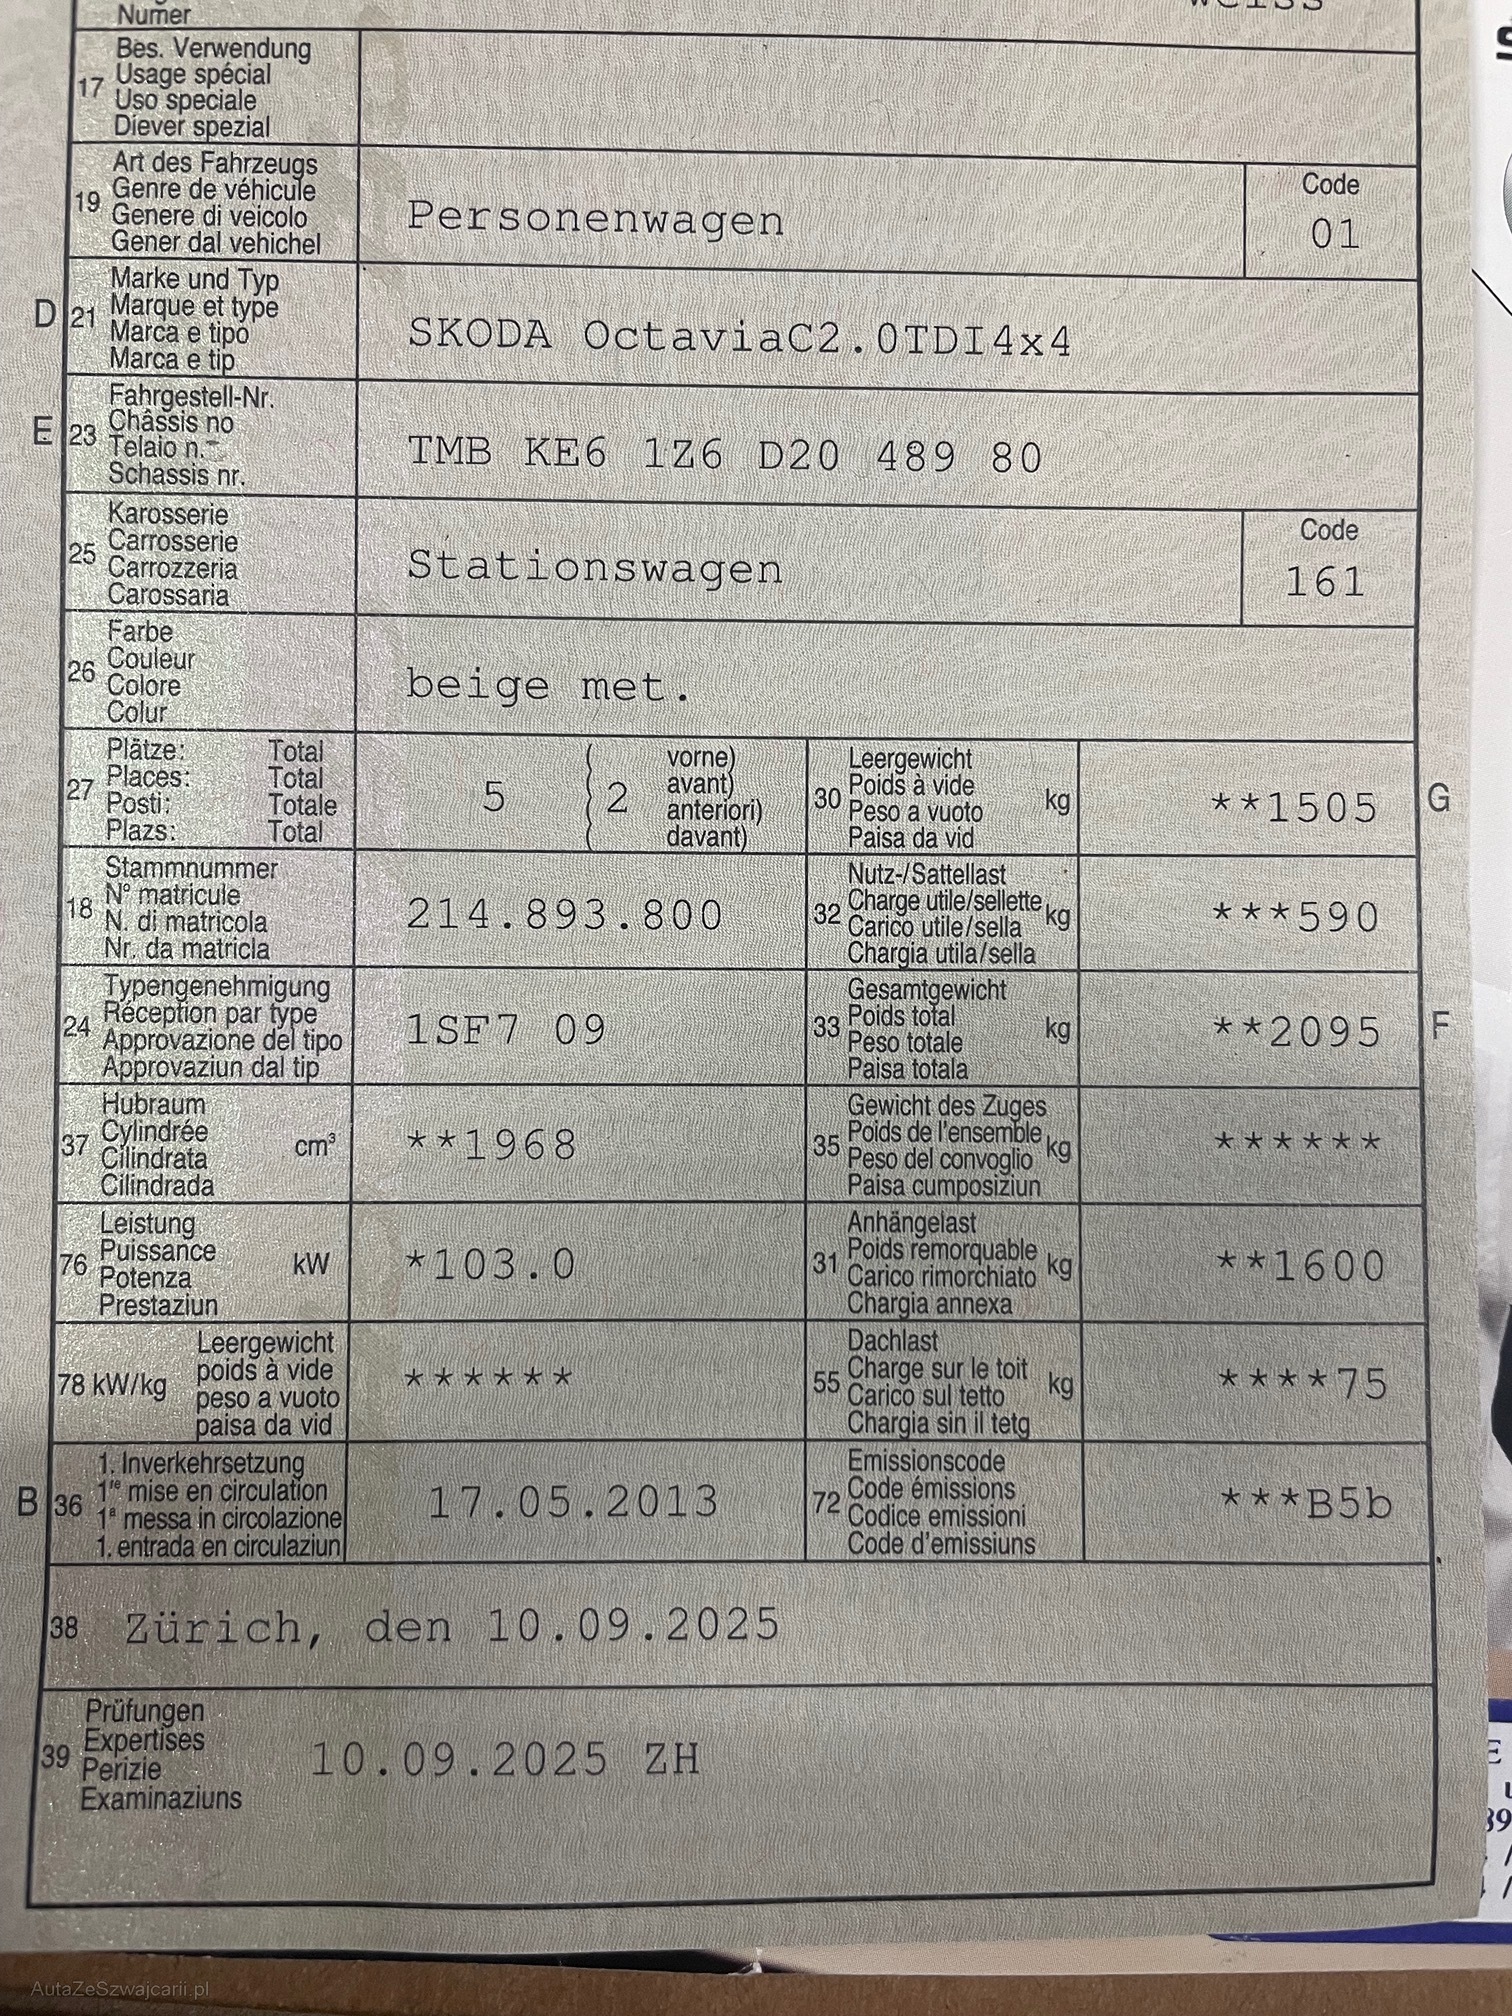 Numer
weiss
17 Bes. Verwendung
Usage spécial
Uso speciale
Diever spezial
19 Art des Fahrzeugs
Genre de véhicule
Genere di veicolo
Gener dal vehichel
Personenwagen
Code
01
D 21 Marke und Typ
Marque et type
Marca e tipo
Marca e tip
SKODA OctaviaC2.0TDI4x4
E 23 Fahrgestell-Nr.
Châssis no
Telaio n.
Schassis nr.
TMB KE6 1Z6 D20 489 80
25 Karosserie
Carrosserie
Carrozzeria
Carossaria
Stationswagen
Code
161
26 Farbe
Couleur
Colore
Colur
beige met.
27 Plätze: Total
Places: Total
Posti: Totale
Plazs: Total
5 2 vorne)
avant)
anteriori)
davant)
30 Leergewicht
Poids à vide
Peso a vuoto
Paisa da vid
kg **1505 G
18 Stammnummer
N° matricule
N. di matricola
Nr. da matricla
214.893.800
32 Nutz-/Sattellast
Charge utile/sellette
Carico utile/sella
Chargia utila/sella
kg ***590
24 Typengenehmigung
Réception par type
Approvazione del tipo
Approvaziun dal tip
1SF7 09
33 Gesamtgewicht
Poids total
Peso totale
Paisa totala
kg **2095 F
37 Hubraum
Cylindrée
Cilindrata
Cilindrada
cm³ **1968
35 Gewicht des Zuges
Poids de l'ensemble
Peso del convoglio
Paisa cumposiziun
kg ******
76 Leistung
Puissance
Potenza
Prestaziun
kW *103.0
31 Anhängelast
Poids remorquable
Carico rimorchiato
Chargia annexa
kg **1600
78 kW/kg Leergewicht
poids à vide
peso a vuoto
paisa da vid
******
55 Dachlast
Charge sur le toit
Carico sul tetto
Chargia sin il tetg
kg ****75
B 36 1. Inverkehrsetzung
1re mise en circulation
1a messa in circolazione
1. entrada en circulaziun
17.05.2013
72 Emissionscode
Code émissions
Codice emissioni
Code d'emissiuns
***B5b
38 Zürich, den 10.09.2025
39 Prüfungen
Expertises
Perizie
Examinaziuns
10.09.2025 ZH
AutaZeSzwajcarii.pl